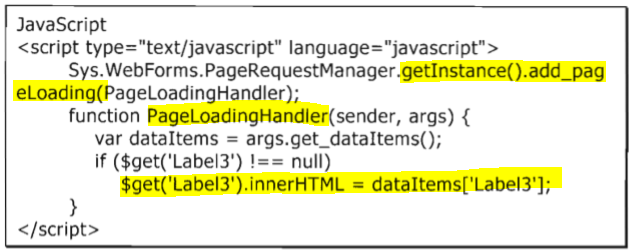 JavaScript
<script type="text/javascript" language="javascript">
Sys.WebForms.PageRequestManager.getInstance().add_pag
eLoading(PageLoadingHandler);
function PageLoadingHandler(sender, args) {
var dataItems = args.get_dataItems();
if ($get('Label3') !== null)
$get('Label3').innerHTML = dataItems['Label3'];
}
</script>